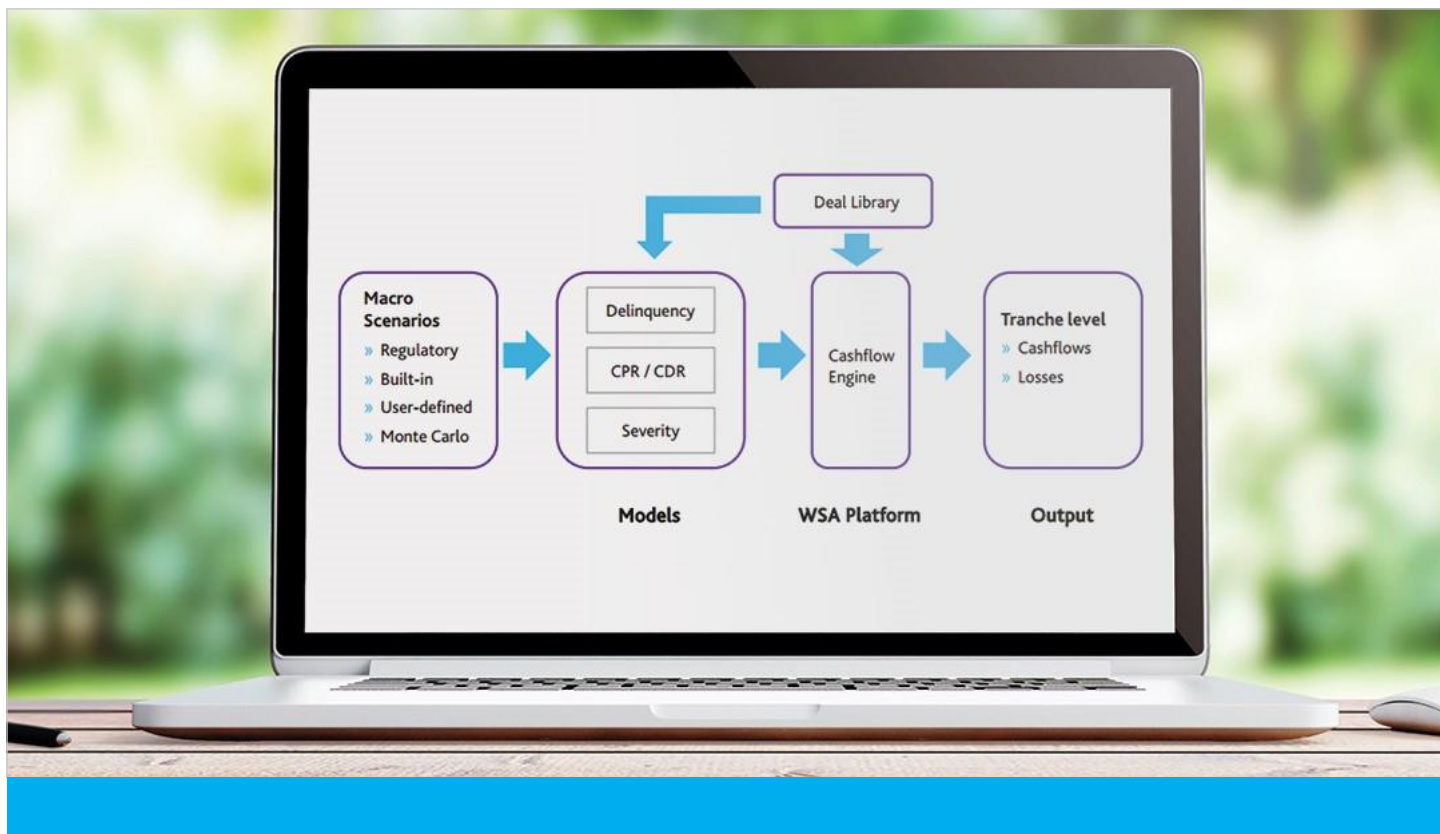 Deal Library
Macro
Scenarios
» Regulatory
» Built-in
» User-defined
» Monte Carlo
Delinquency
CPR / CDR
Severity
Cashflow
Engine
Tranche level
» Cashflows
» Losses
Models
WSA Platform
Output